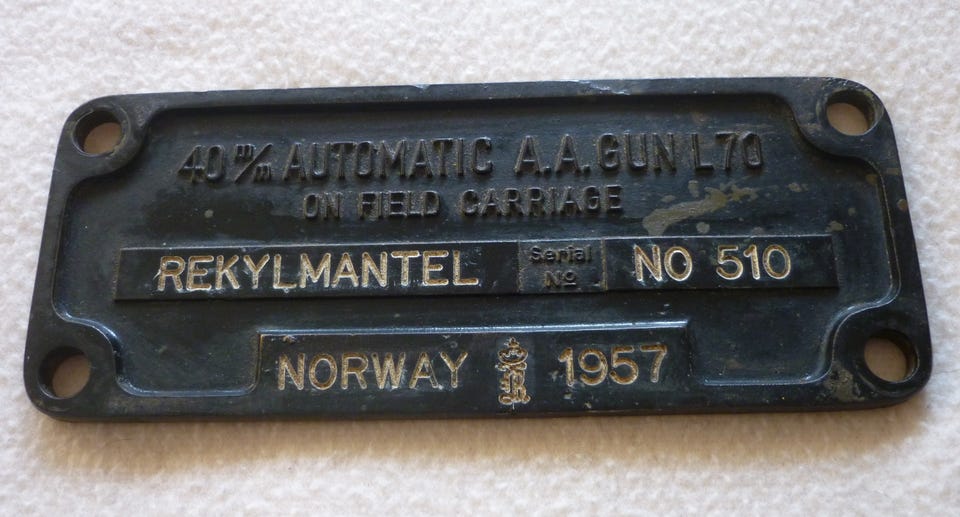 40 m/m AUTOMATIC A.A. GUN L70
ON FIELD CARRIAGE
REKYLMANTEL Serial No NO 510
NORWAY 1957